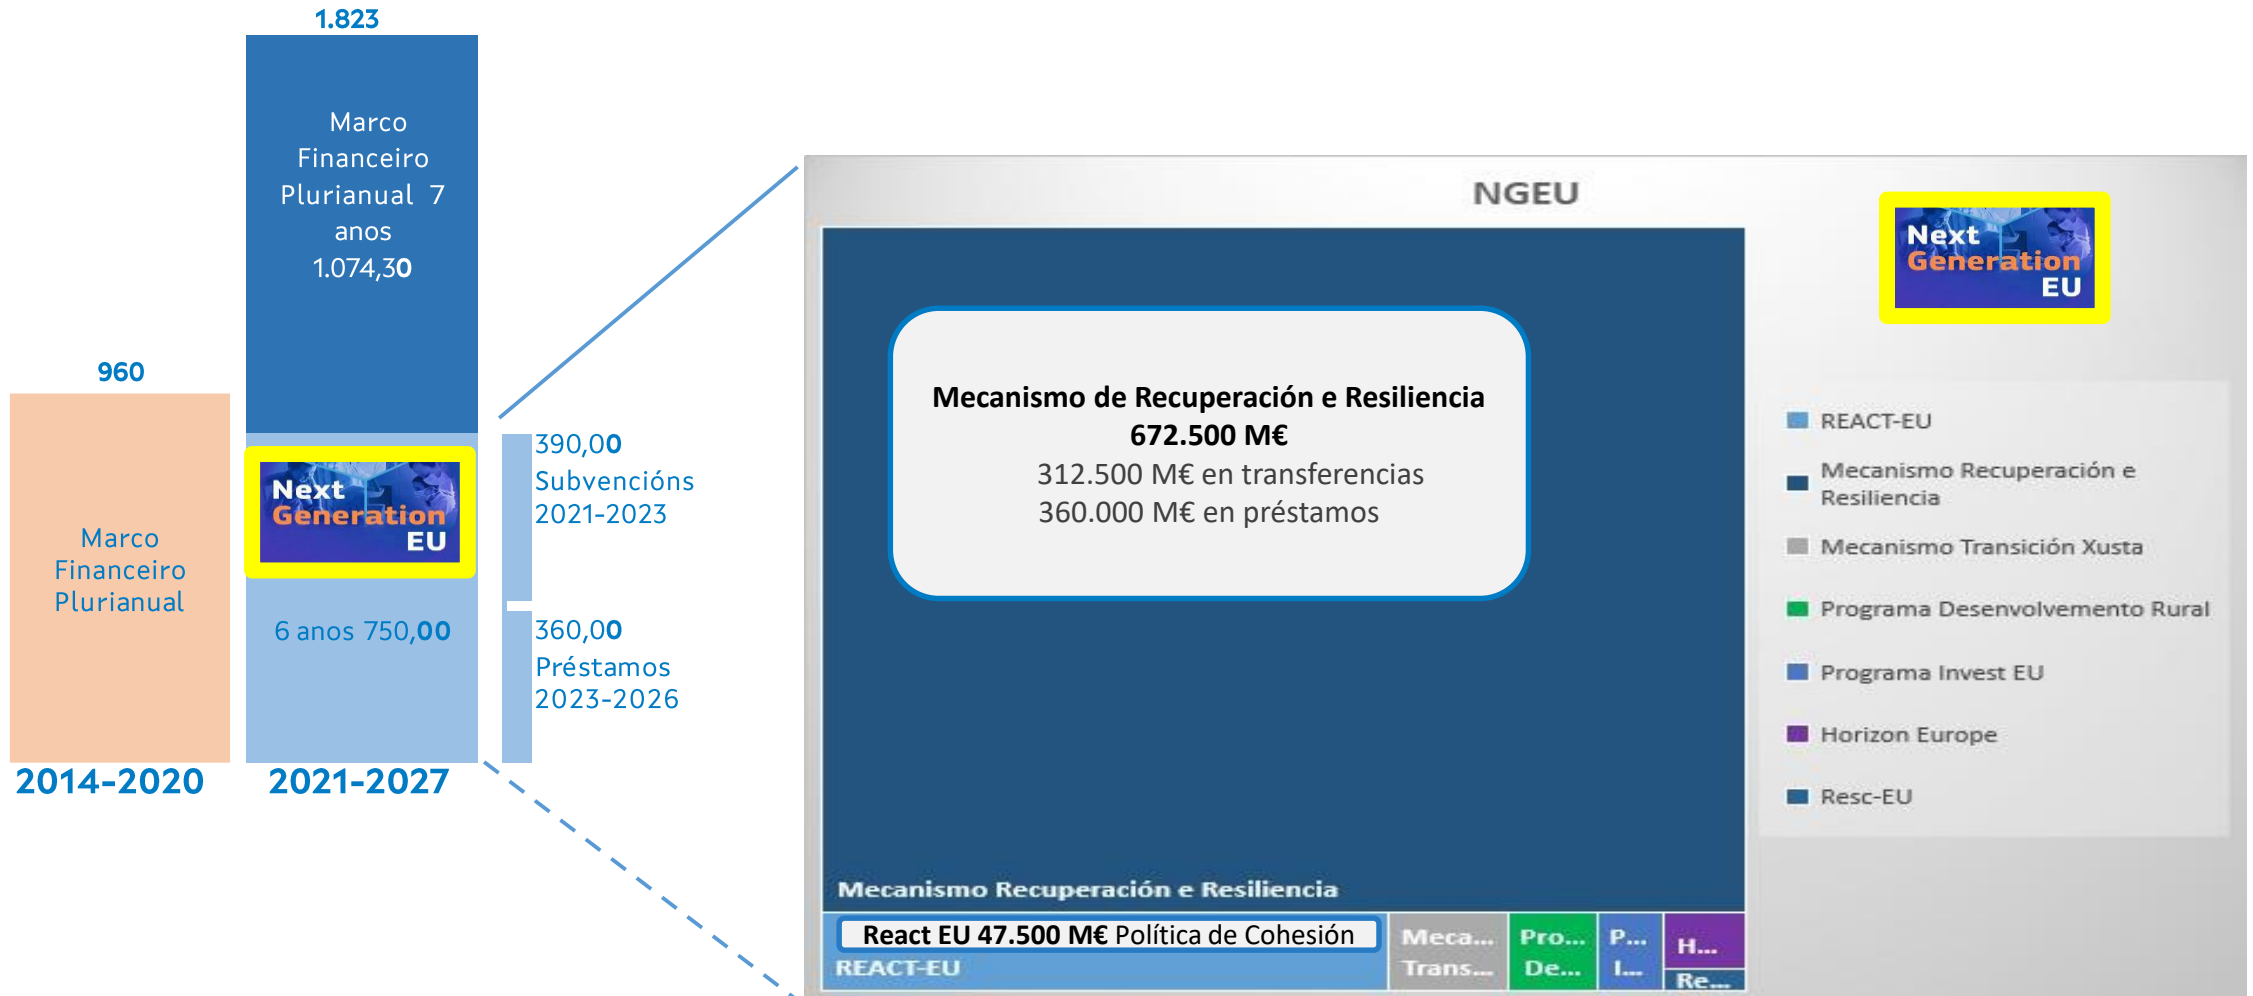 1.823
Marco
Financeiro
Plurianual 7
anos
1.074,30
960
Marco
Financeiro
Plurianual
Next
Generation
EU
6 anos 750,00
390,00
Subvencións
2021-2023
360,00
Préstamos
2023-2026
2014-2020
2021-2027
NGEU
Next
Generation
EU
Mecanismo de Recuperación e Resiliencia
672.500 M€
312.500 M€ en transferencias
360.000 M€ en préstamos
Mecanismo Recuperación e Resiliencia
React EU 47.500 M€ Política de Cohesión
REACT-EU
Meca...
Trans...
Pro...
De...
P...
I...
H...
Re...
REACT-EU
Mecanismo Recuperación e
Resiliencia
Mecanismo Transición Xusta
Programa Desenvolvemento Rural
Programa Invest EU
Horizon Europe
Resc-EU